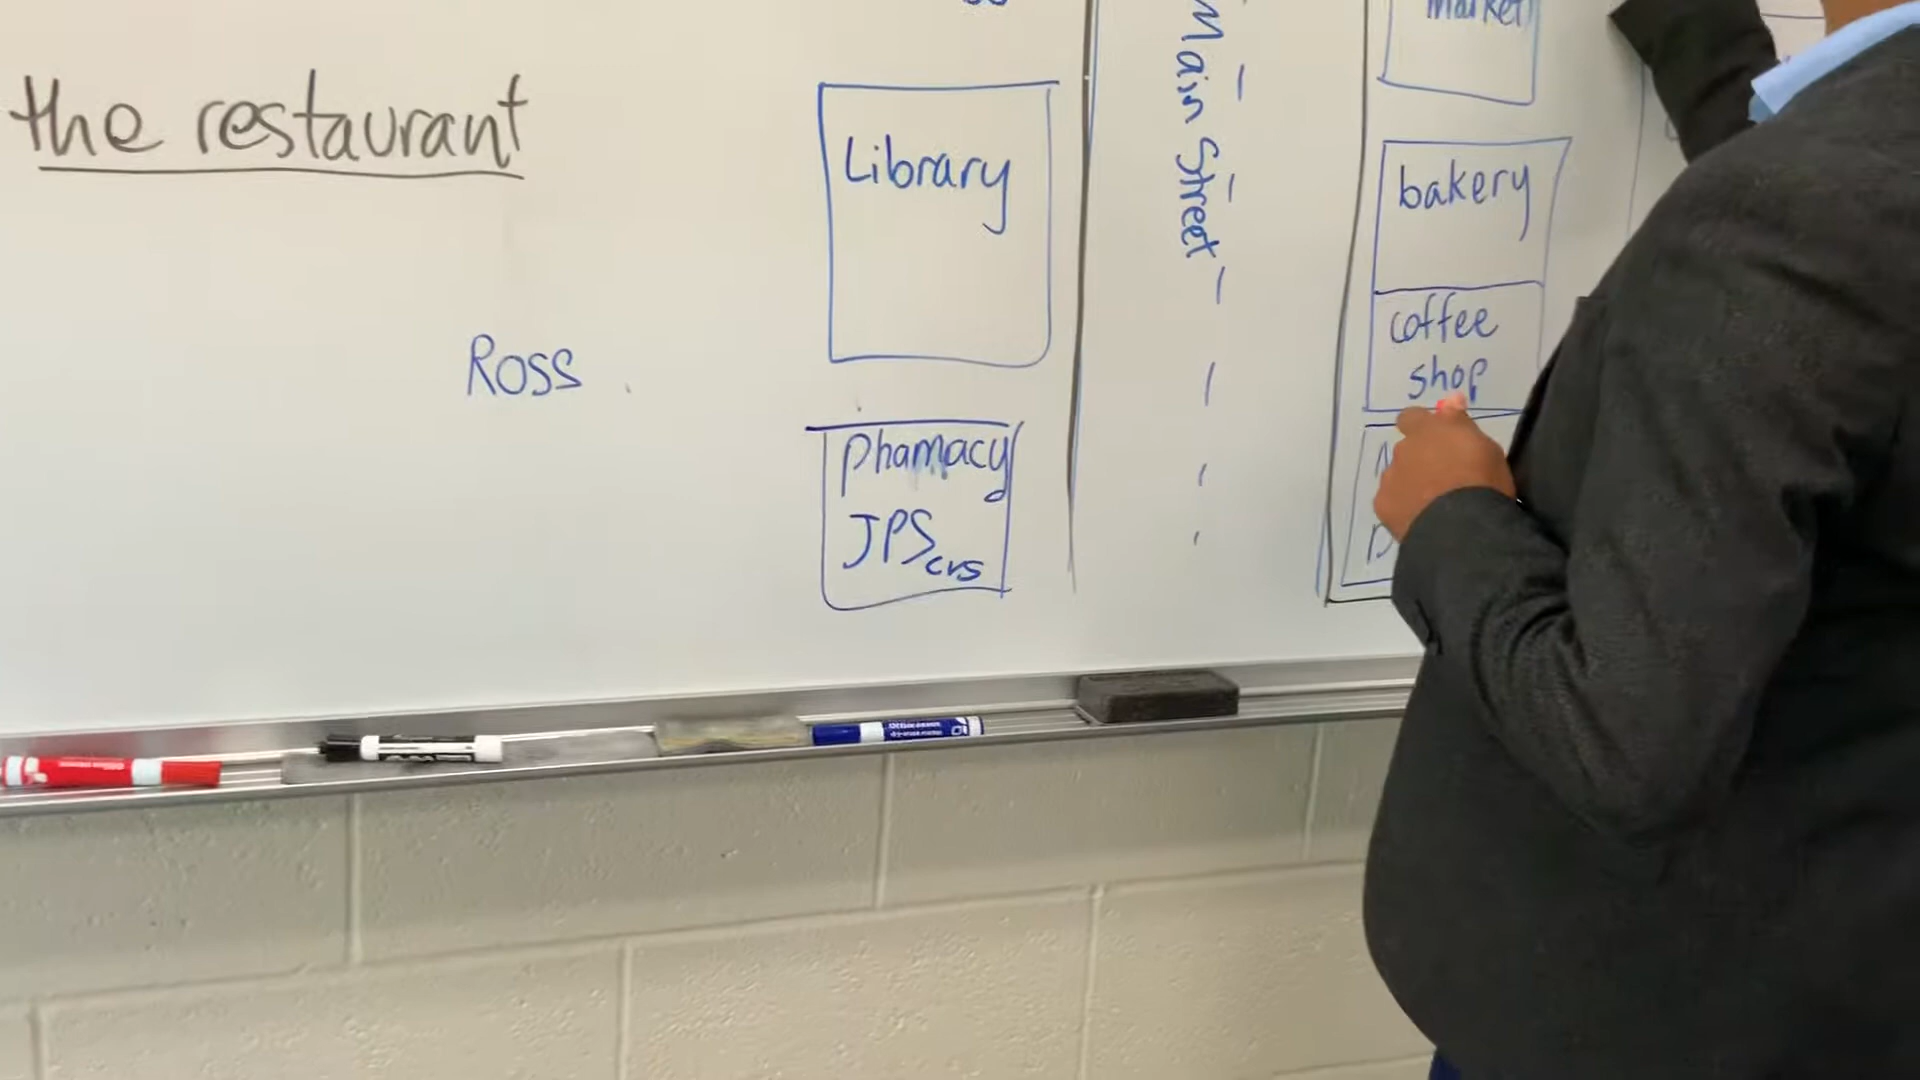 the restaurant
Ross
Library
Phamacy
JPS
CVS
Main Street
Market
bakery
coffee
shop